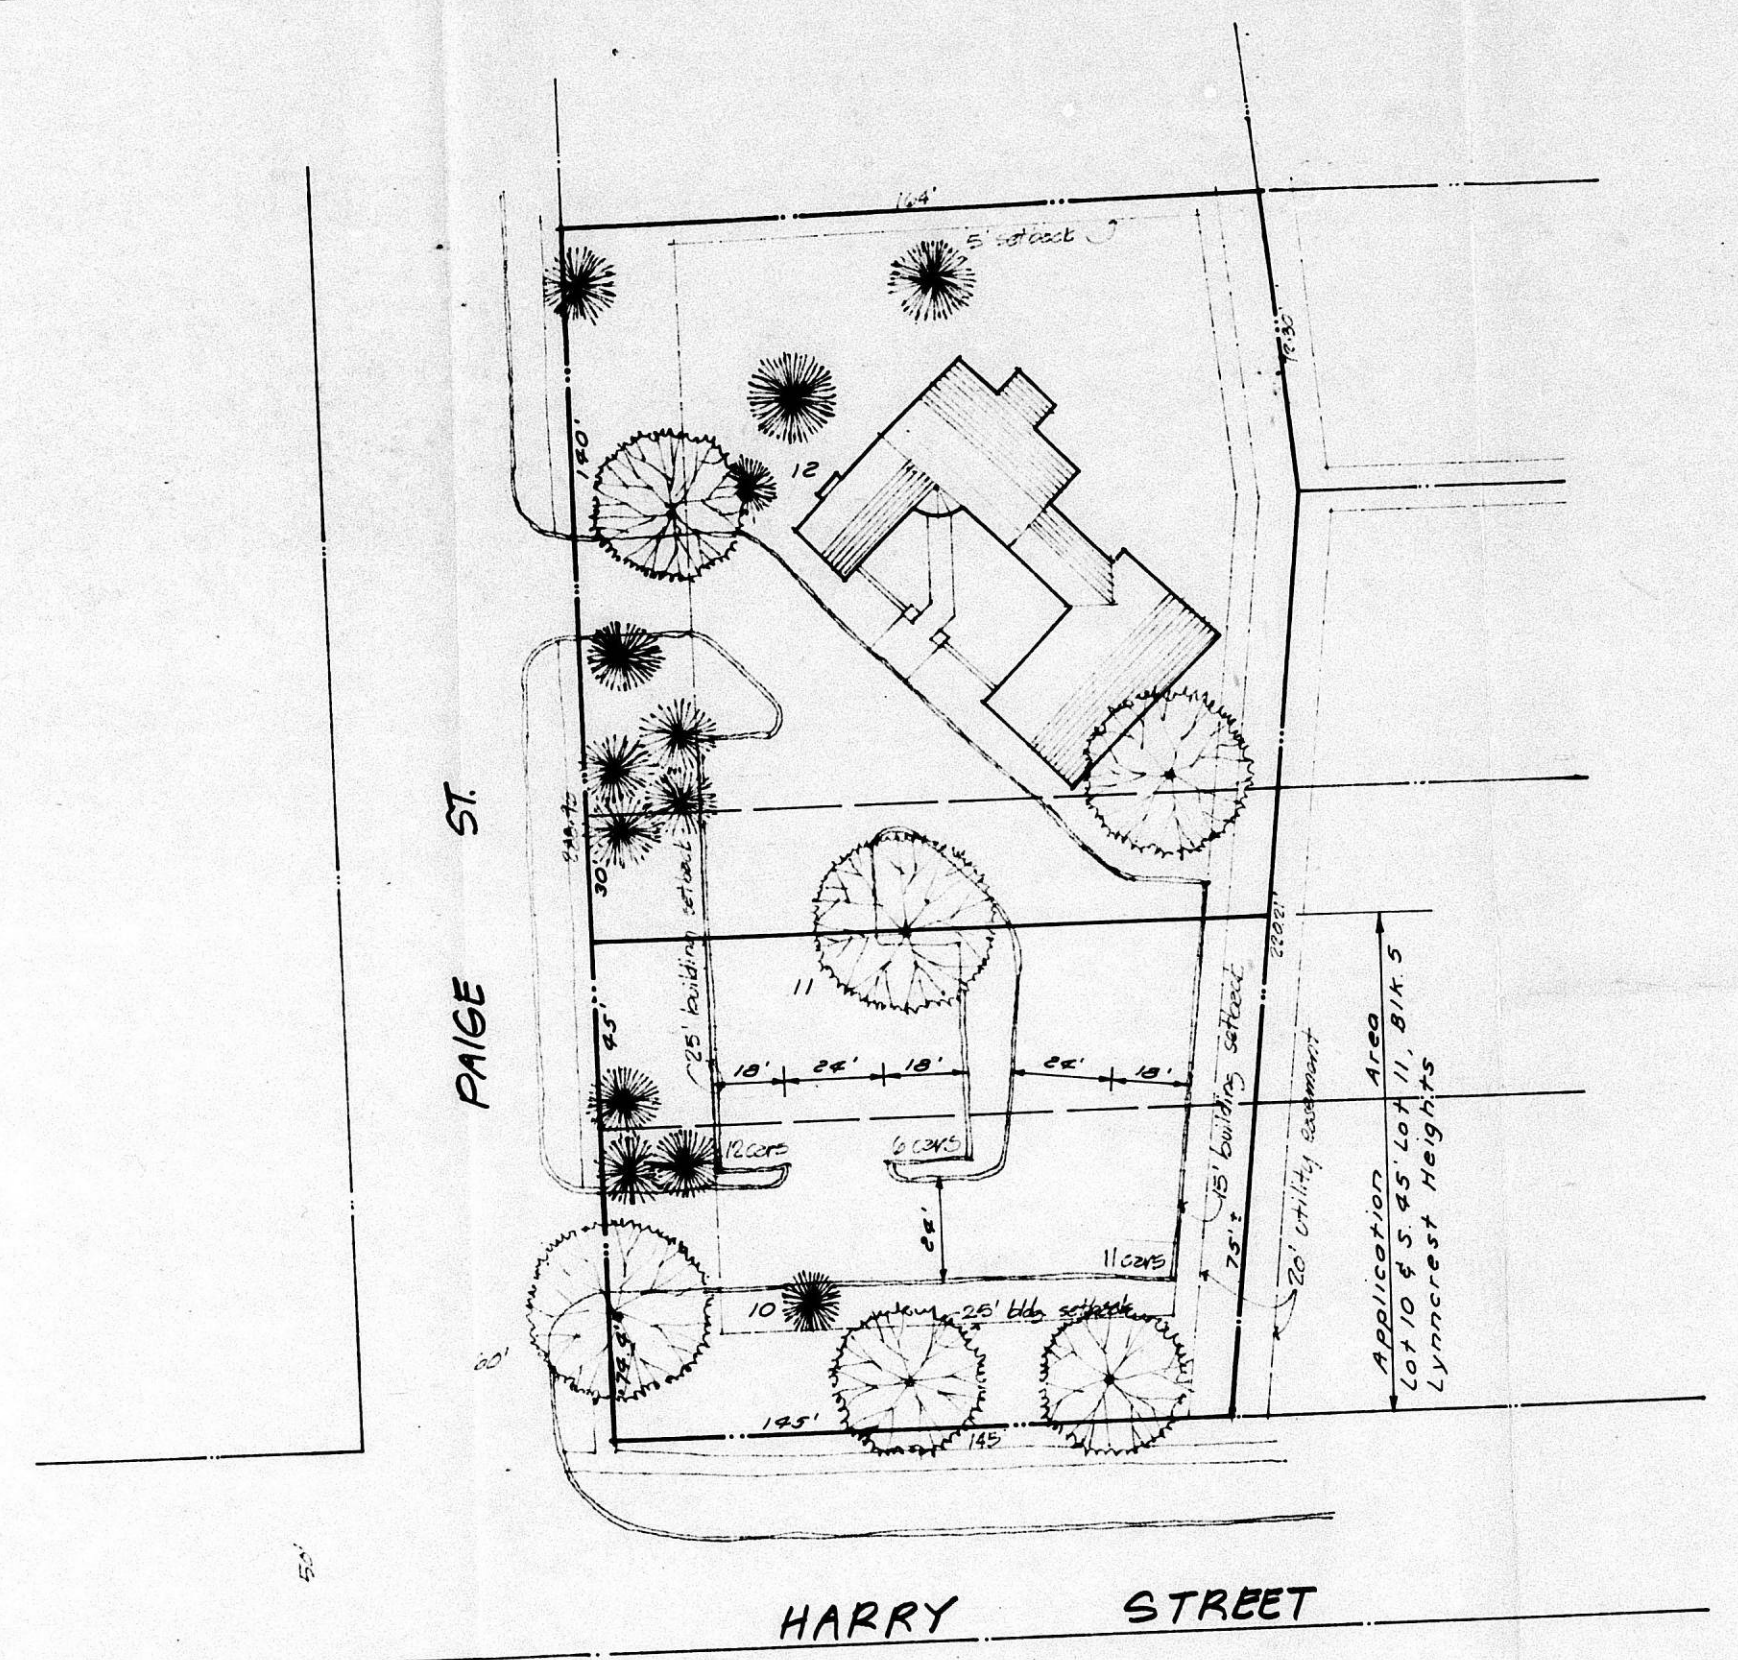 164'
5' setback
140'
12
ST.
30'
25' building setback
PAIGE
45'
11
18' 24' 18' 24' 18'
12 cars
6 cars
24'
11 cars
10
25' bldg setback
60'
145'
145
220.21'
15' building setback
75'±
20' utility easement
Application Area
Lot 10 & S. 45' Lot 11, Blk. 5
Lynncrest Heights
50'
HARRY STREET